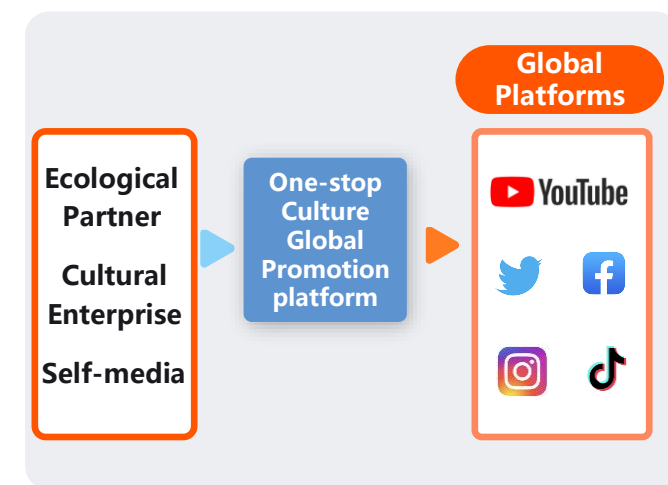 Global
Platforms
Ecological
Partner
Cultural
Enterprise
Self-media
One-stop
Culture
Global
Promotion
platform
YouTube